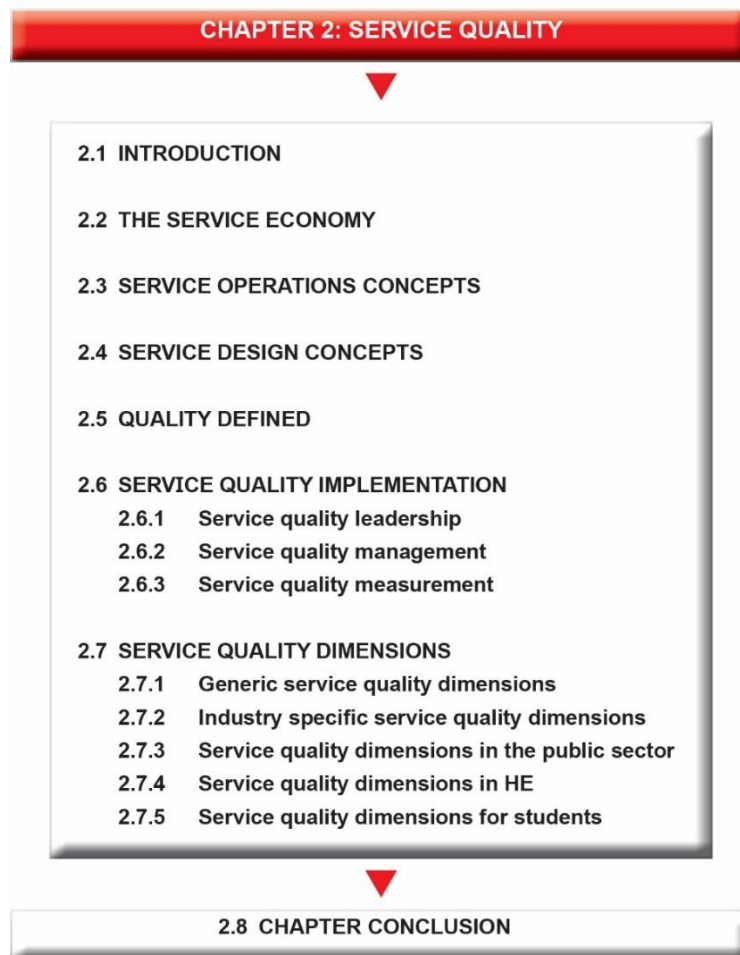 CHAPTER 2: SERVICE QUALITY
2.1 INTRODUCTION
2.2 THE SERVICE ECONOMY
2.3 SERVICE OPERATIONS CONCEPTS
2.4 SERVICE DESIGN CONCEPTS
2.5 QUALITY DEFINED
2.6 SERVICE QUALITY IMPLEMENTATION
2.6.1 Service quality leadership
2.6.2 Service quality management
2.6.3 Service quality measurement
2.7 SERVICE QUALITY DIMENSIONS
2.7.1 Generic service quality dimensions
2.7.2 Industry specific service quality dimensions
2.7.3 Service quality dimensions in the public sector
2.7.4 Service quality dimensions in HE
2.7.5 Service quality dimensions for students
2.8 CHAPTER CONCLUSION